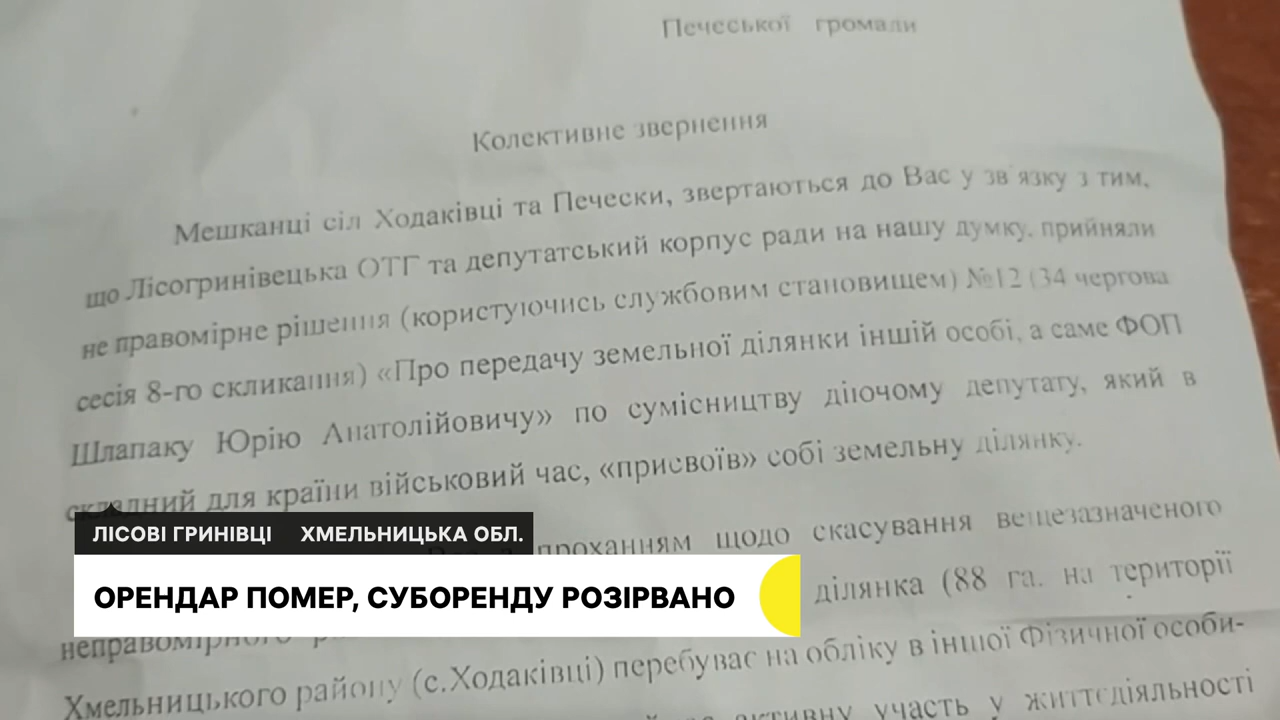 Печеської громали
Колективне звернення
Мешканці сіл Ходаківці та Печески, звертаються до Вас у зв'язку з тим,
що Лісогринівецька ОТГ та депутатський корпус ради на нашу думку, прийняли
не правомірне рішення (користуючись службовим становищем) №12 (34 чергова
сесія 8-го скликання) «Про передачу земельної ділянки іншій особі, а саме ФОП
Шлапаку Юрію Анатолійовичу» по сумісництву діючому депутату, який в
складний для країни військовий час, «присвоїв» собі земельну ділянку.
проханням щодо скасування вещезазначеного
ЛІСОВІ ГРИНІВЦІ ХМЕЛЬНИЦЬКА ОБЛ.
ОРЕНДАР ПОМЕР, СУБОРЕНДУ РОЗІРВАНО
неправомірного ділянка (88 га. на території
Хмельницького району (с.Ходаківці) перебуває на обліку в іншої Фізичної особи-
активну участь у життєдіяльності